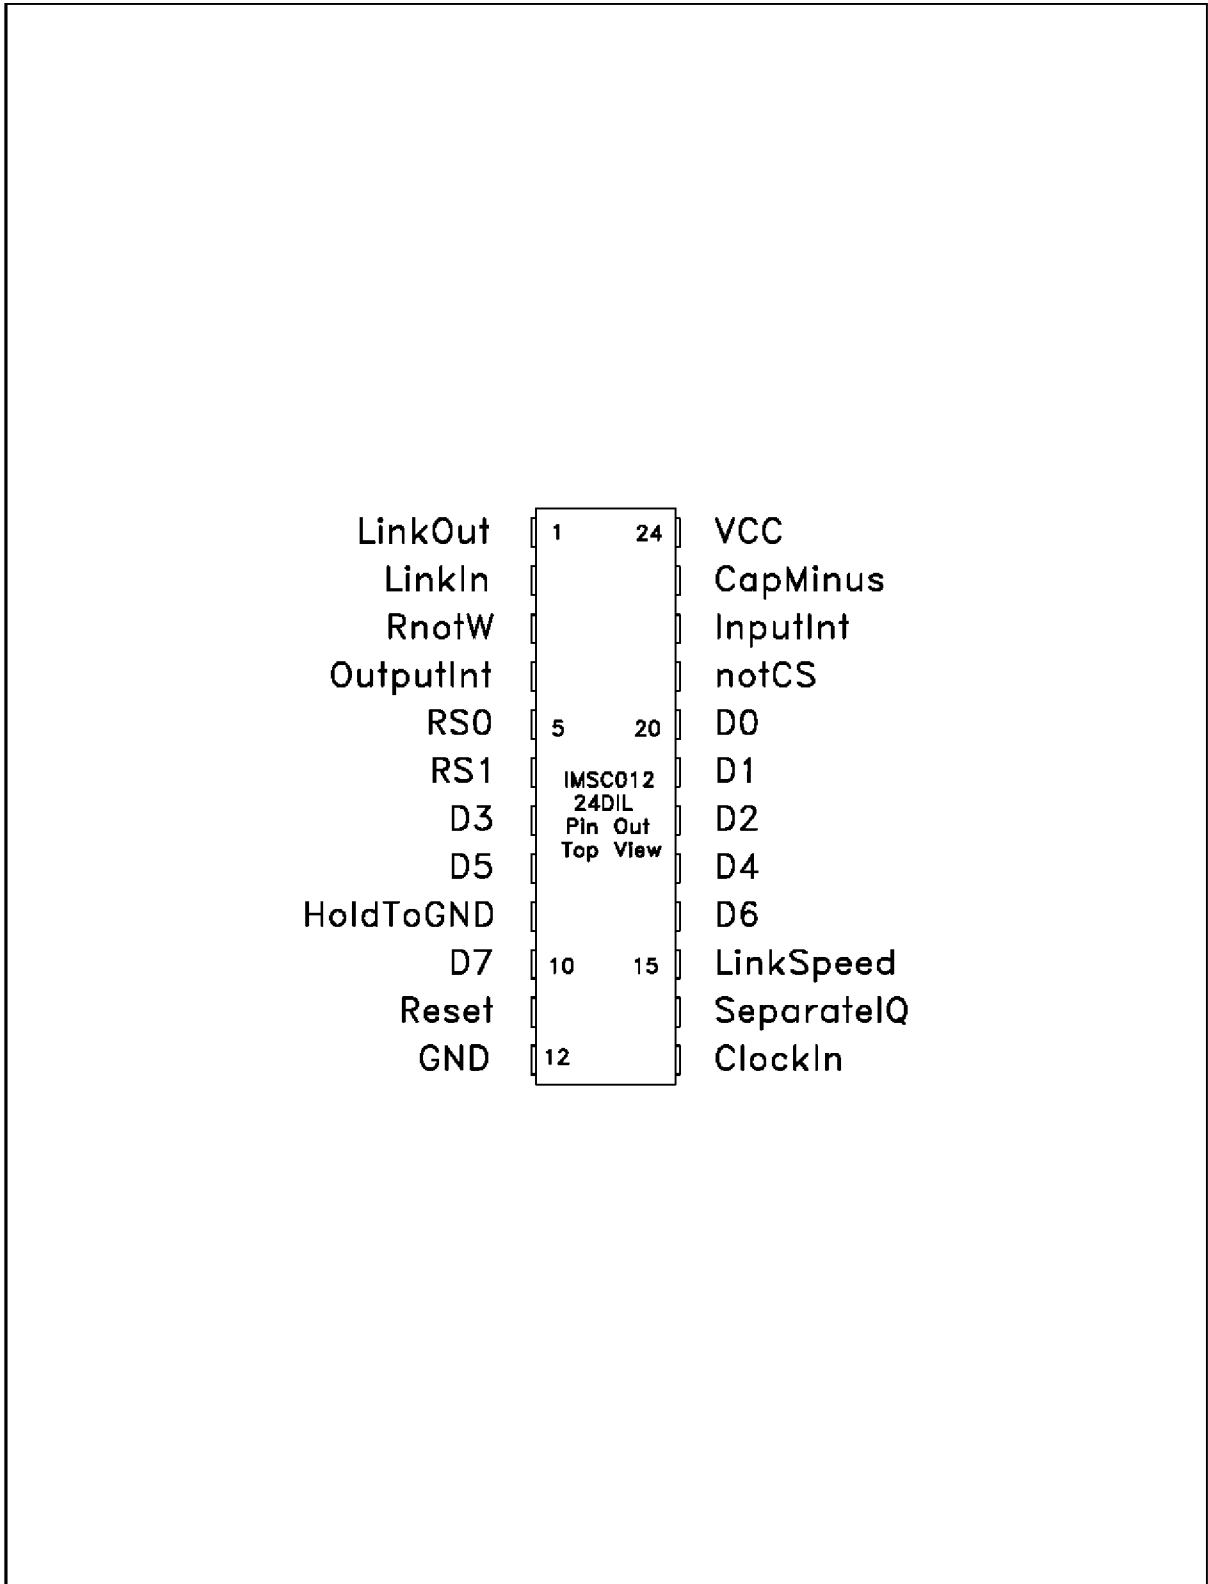 LinkOut 1 24 VCC
LinkIn CapMinus
RnotW InputInt
OutputInt notCS
RS0 5 20 D0
RS1 D1
IMSC012
24DIL
D3 Pin Out D2
Top View
D5 D4
HoldToGND D6
D7 10 15 LinkSpeed
Reset SeparateIQ
GND 12 ClockIn